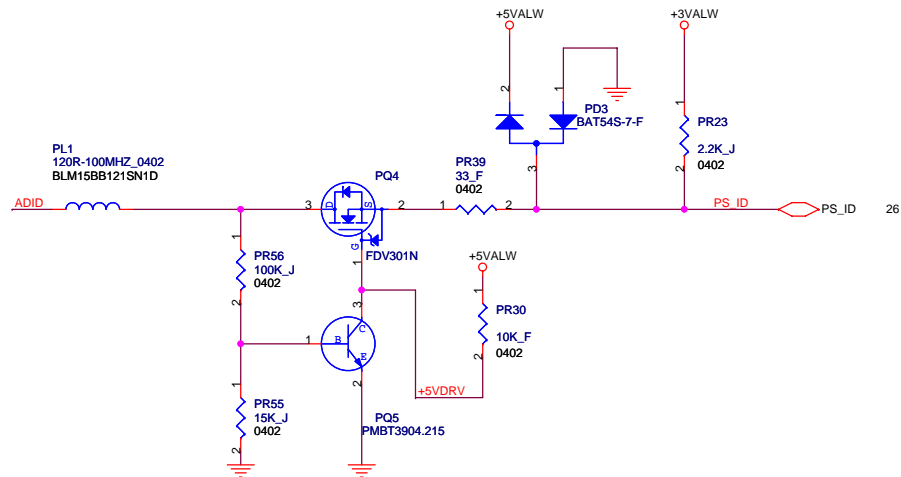 +5VALW
+3VALW
2
1
1
PD3
BAT54S-7-F
PR23
2.2K_J
0402
2
3
PL1
120R-100MHZ_0402
BLM15BB121SN1D
PQ4
PR39
33_F
0402
ADID
3
D
S
2
1
2
PS_ID
PS_ID
26
G
FDV301N
1
1
PR56
100K_J
0402
2
+5VALW
1
PR30
10K_F
0402
2
3
C
1
B
E
2
+5VDRV
1
PR55
15K_J
0402
2
PQ5
PMBT3904.215